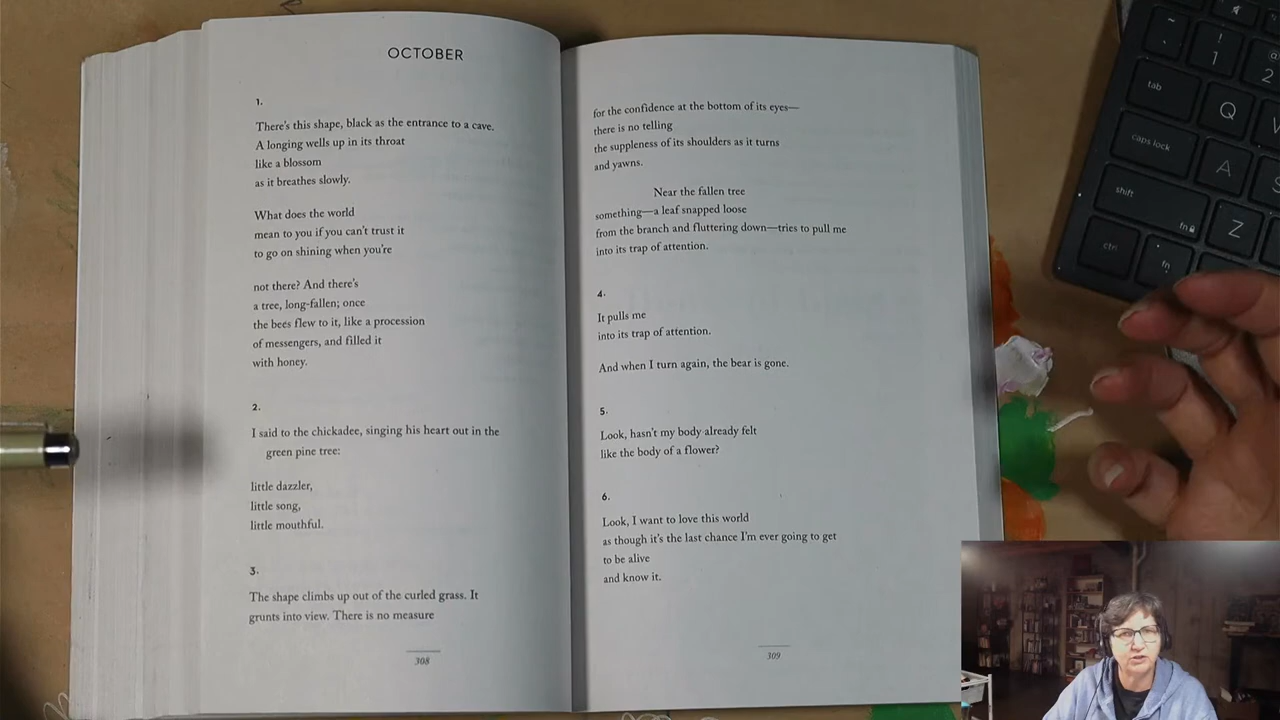 OCTOBER
1.
There's this shape, black as the entrance to a cave.
A longing wells up in its throat
like a blossom
as it breathes slowly.
What does the world
mean to you if you can't trust it
to go on shining when you're
not there? And there's
a tree, long-fallen; once
the bees flew to it, like a procession
of messengers, and filled it
with honey.
2.
I said to the chickadee, singing his heart out in the
green pine tree:
little dazzler,
little song,
little mouthful.
3.
The shape climbs up out of the curled grass. It
grunts into view. There is no measure
308
for the confidence at the bottom of its eyes—
there is no telling
the suppleness of its shoulders as it turns
and yawns.
Near the fallen tree
something—a leaf snapped loose
from the branch and fluttering down—tries to pull me
into its trap of attention.
4.
It pulls me
into its trap of attention.
And when I turn again, the bear is gone.
5.
Look, hasn't my body already felt
like the body of a flower?
6.
Look, I want to love this world
as though it's the last chance I'm ever going to get
to be alive
and know it.
309
~ `
! 1
@ 2
tab
Q
W
caps lock
A
S
shift
fn
Z
ctrl
fn